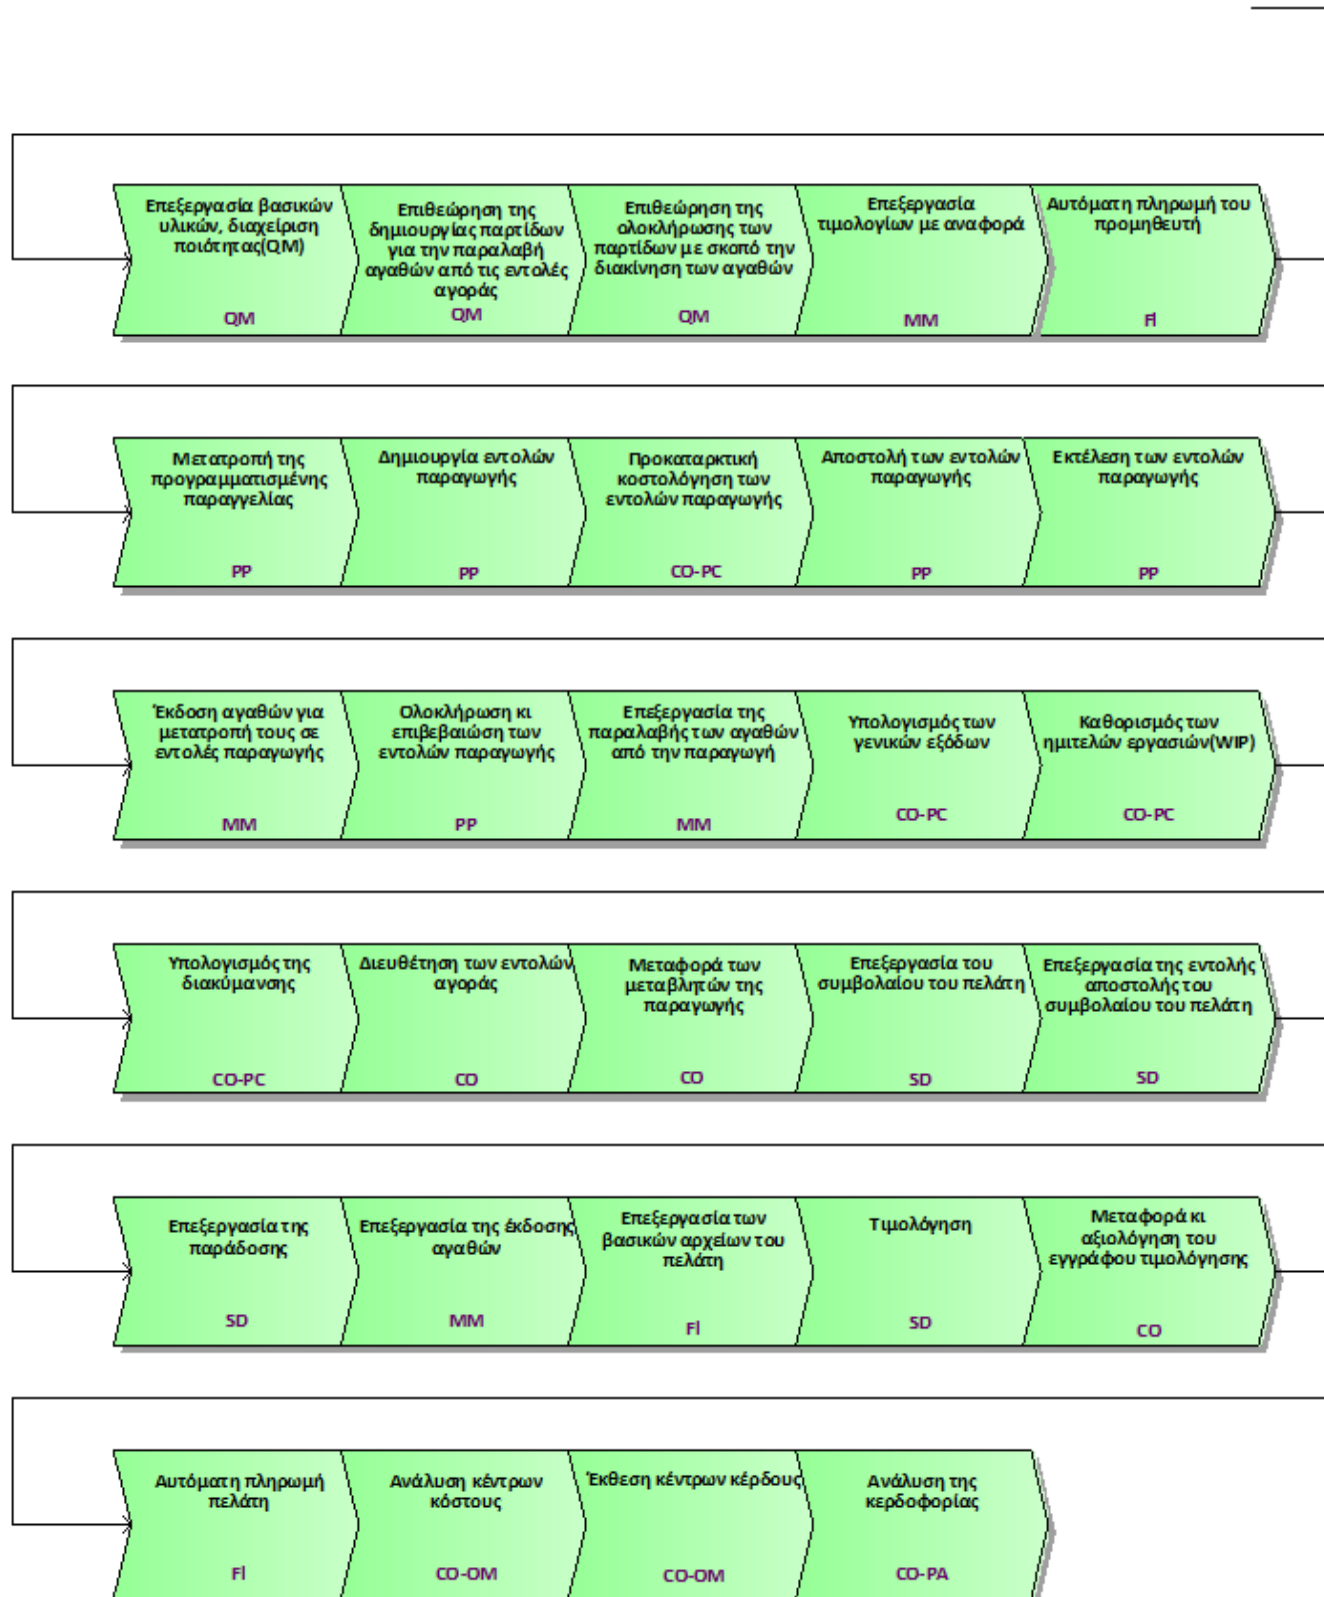 Επεξεργασία βασικών
υλικών, διαχείριση
ποιότητας(QM)
QM
Επιθεώρηση της
δημιουργίας παρτίδων
για την παραλαβή
αγαθών από τις εντολές
αγοράς
QM
Επιθεώρηση της
ολοκλήρωσης των
παρτίδων με σκοπό την
διακίνηση των αγαθών
QM
Επεξεργασία
τιμολογίων με αναφορά
MM
Αυτόματη πληρωμή του
προμηθευτή
FI
Μετατροπή της
προγραμματισμένης
παραγγελίας
PP
Δημιουργία εντολών
παραγωγής
PP
Προκαταρκτική
κοστολόγηση των
εντολών παραγωγής
CO-PC
Αποστολή των εντολών
παραγωγής
PP
Εκτέλεση των εντολών
παραγωγής
PP
Έκδοση αγαθών για
μετατροπή τους σε
εντολές παραγωγής
MM
Ολοκλήρωση κι
επιβεβαιώση των
εντολών παραγωγής
PP
Επεξεργασία της
παραλαβής των αγαθών
από την παραγωγή
MM
Υπολογισμός των
γενικών εξόδων
CO-PC
Καθορισμός των
ημιτελών εργασιών(WIP)
CO-PC
Υπολογισμός της
διακύμανσης
CO-PC
Διευθέτηση των εντολών
αγοράς
CO
Μεταφορά των
μεταβλητών της
παραγωγής
CO
Επεξεργασία του
συμβολαίου του πελάτη
SD
Επεξεργασία της εντολής
αποστολής του
συμβολαίου του πελάτη
SD
Επεξεργασία της
παράδοσης
SD
Επεξεργασία της έκδοσης
αγαθών
MM
Επεξεργασία των
βασικών αρχείων του
πελάτη
FI
Τιμολόγηση
SD
Μεταφορά κι
αξιολόγηση του
εγγράφου τιμολόγησης
CO
Αυτόματη πληρωμή
πελάτη
FI
Ανάλυση κέντρων
κόστους
CO-OM
Έκθεση κέντρων κέρδους
CO-OM
Ανάλυση της
κερδοφορίας
CO-PA